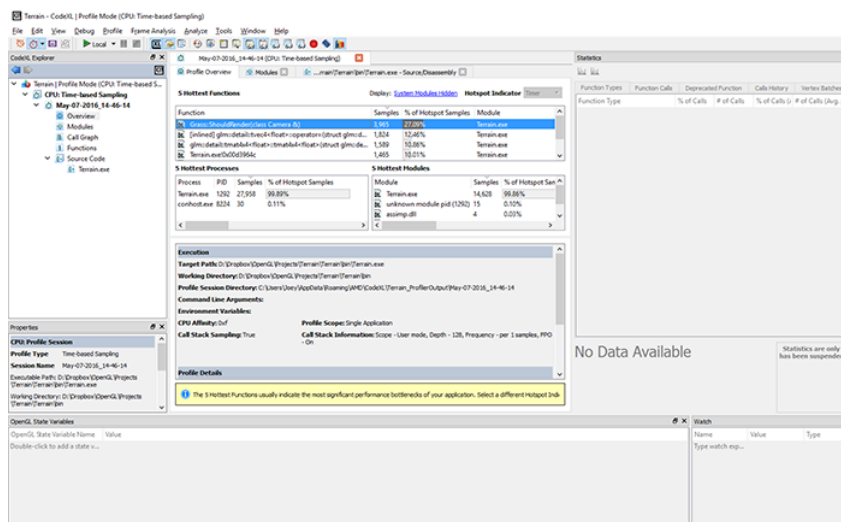 Terrain - CodeXL | Profile Mode (CPU: Time-based Sampling)
File Edit View Debug Profile Frame Analysis Analyze Tools Window Help
Local
CodeXL Explorer
Terrain | Profile Mode (CPU: Time-based S...
CPU: Time-based Sampling
May-07-2016_14-46-14
Overview
Modules
Call Graph
Functions
Source Code
Terrain.exe
Properties
CPU: Profile Session
Profile Type Time-based Sampling
Session Name May-07-2016_14-46-14
Executable Path: D:\Dropbox\OpenGL\Projects
\Terrain\Terrain\bin\Terrain.exe
Working Directory: D:\Dropbox\OpenGL\Projects
\Terrain\Terrain\bin
May-07-2016_14-46-14 (CPU: Time-based Sampling)
Profile Overview Modules ...main\Terrain\bin\Terrain.exe - Source/Disassembly
5 Hottest Functions Display: System Modules Hidden Hotspot Indicator Timer
Function Samples % of Hotspot Samples Module
Grass::ShouldRender(class Camera &) 3,965 27.09% Terrain.exe
[inlined] glm::detail::tvec4<float>::operator=(struct glm::de... 1,824 12.46% Terrain.exe
glm::detail::tmat4x4<float>::tmat4x4<float>(struct glm::de... 1,589 10.86% Terrain.exe
Terrain.exe!0x00d3964c 1,465 10.01% Terrain.exe
5 Hottest Processes
Process PID Samples % of Hotspot Samples
Terrain.exe 1292 27,958 99.89%
conhost.exe 8224 30 0.11%
5 Hottest Modules
Module Samples % of Hotspot San
Terrain.exe 14,628 99.86%
unknown module pid (1292) 15 0.10%
assimp.dll 4 0.03%
Execution
Target Path: D:\Dropbox\OpenGL\Projects\Terrain\Terrain\bin\Terrain.exe
Working Directory: D:\Dropbox\OpenGL\Projects\Terrain\Terrain\bin
Profile Session Directory: C:\Users\Joey\AppData\Roaming\AMD\CodeXL\Terrain_ProfilerOutput\May-07-2016_14-46-14
Command Line Arguments:
Environment Variables:
CPU Affinity: 0xf Profile Scope: Single Application
Call Stack Sampling: True Call Stack Information: Scope - User mode, Depth - 128, Frequency - per 1 samples, FPO
- On
Profile Details
The 5 Hottest Functions usually indicate the most significant performance bottlenecks of your application. Select a different Hotspot Indi
Statistics
Function Types Function Calls Deprecated Function Calls History Vertex Batches
Function Type % of Calls # of Calls % of Calls # of Calls (Avg.
No Data Available
Statistics are only
has been suspende
OpenGL State Variables
OpenGL State Variable Name Value
Double-click to add a state v...
Watch
Name Value Type
Type watch exp...